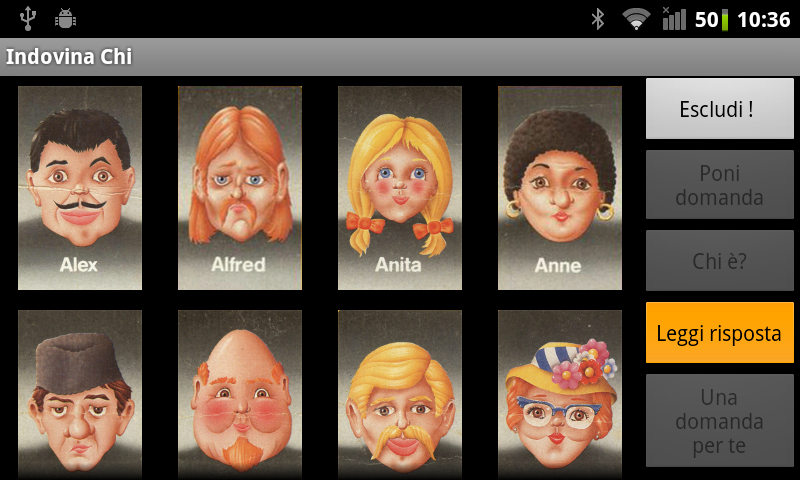 50 10:36
Indovina Chi
Alex
Alfred
Anita
Anne
Escludi !
Poni
domanda
Chi è?
Leggi risposta
Una
domanda
per te